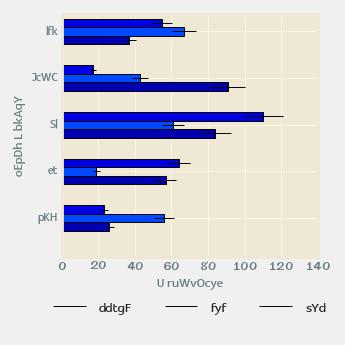 lfk
JcWC
Sl
et
pKH
oEpDh L bkAqY
0 20 40 60 80 100 120 140
U ruWvOcye
ddtgF fyf sYd